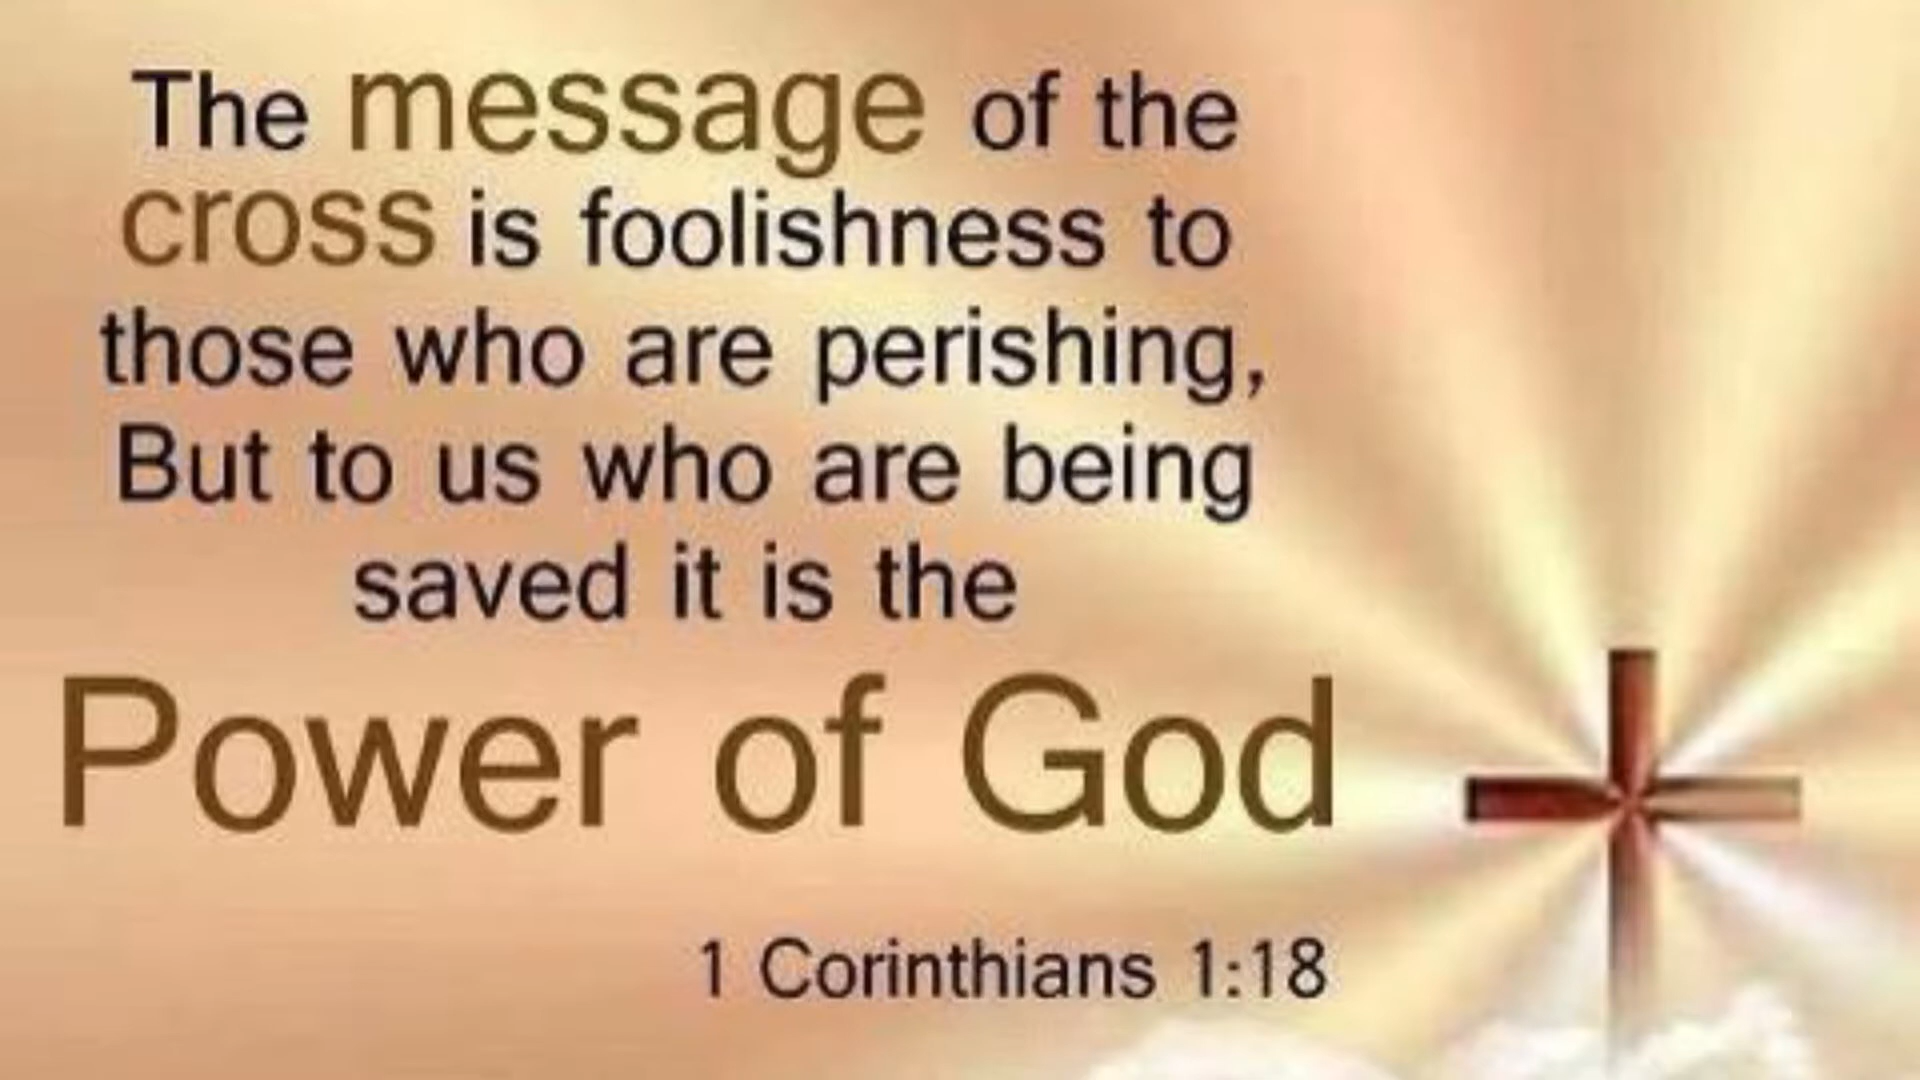 The message of the
cross is foolishness to
those who are perishing,
But to us who are being
saved it is the
Power of God
1 Corinthians 1:18